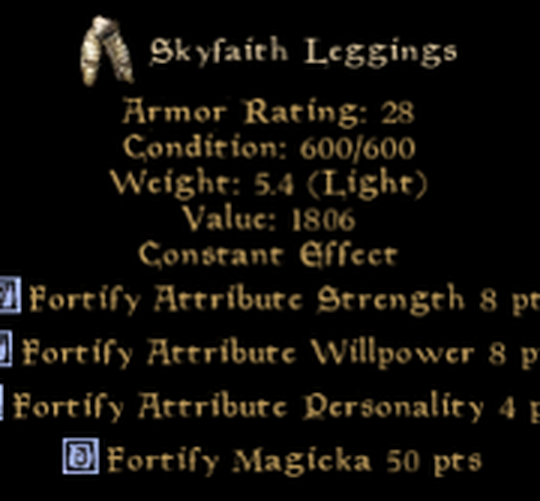 Skyfaith Leggings
Armor Rating: 28
Condition: 600/600
Weight: 5.4 (Light)
Value: 1806
Constant Effect
Fortify Attribute Strength 8 pt
Fortify Attribute Willpower 8 p
Fortify Attribute Personality 4 p
Fortify Magicka 50 pts